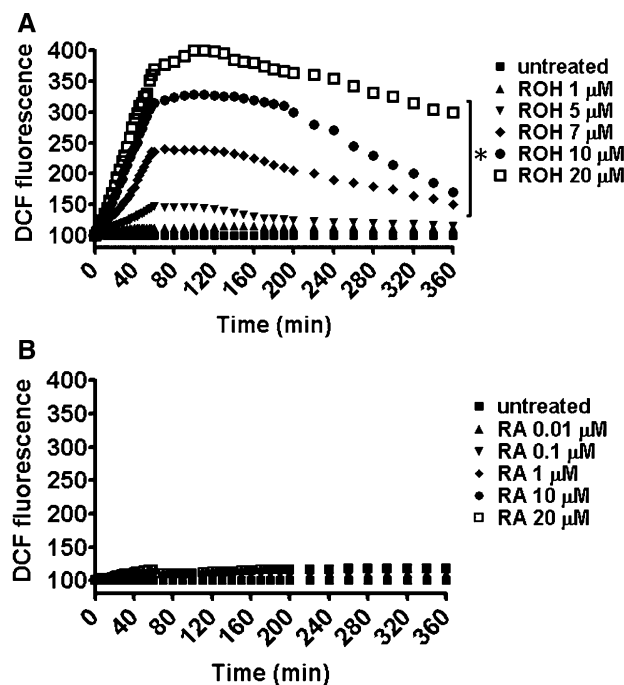 A
DCF fluorescence
400
350
300
250
200
150
100
0 40 80 120 160 200 240 280 320 360
Time (min)
untreated
ROH 1 µM
ROH 5 µM
ROH 7 µM
ROH 10 µM
ROH 20 µM
*
B
DCF fluorescence
400
350
300
250
200
150
100
0 40 80 120 160 200 240 280 320 360
Time (min)
untreated
RA 0.01 µM
RA 0.1 µM
RA 1 µM
RA 10 µM
RA 20 µM